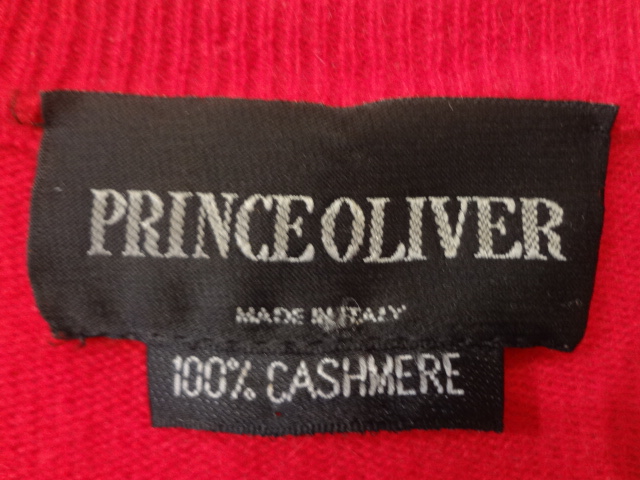 PRINCE OLIVER
MADE IN ITALY
100% CASHMERE